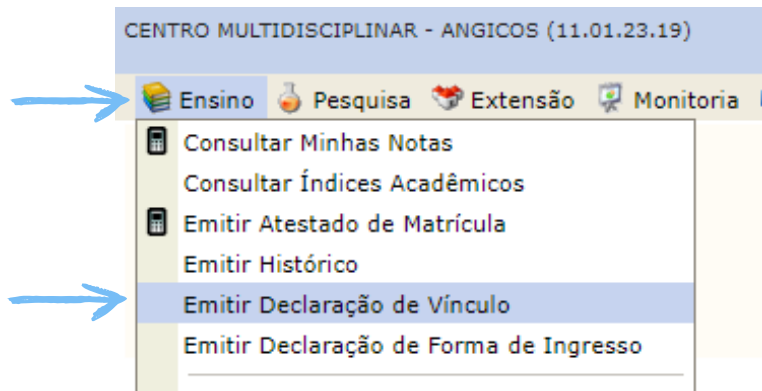 CENTRO MULTIDISCIPLINAR - ANGICOS (11.01.23.19)
Ensino Pesquisa Extensão Monitoria
Consultar Minhas Notas
Consultar Índices Acadêmicos
Emitir Atestado de Matrícula
Emitir Histórico
Emitir Declaração de Vínculo
Emitir Declaração de Forma de Ingresso